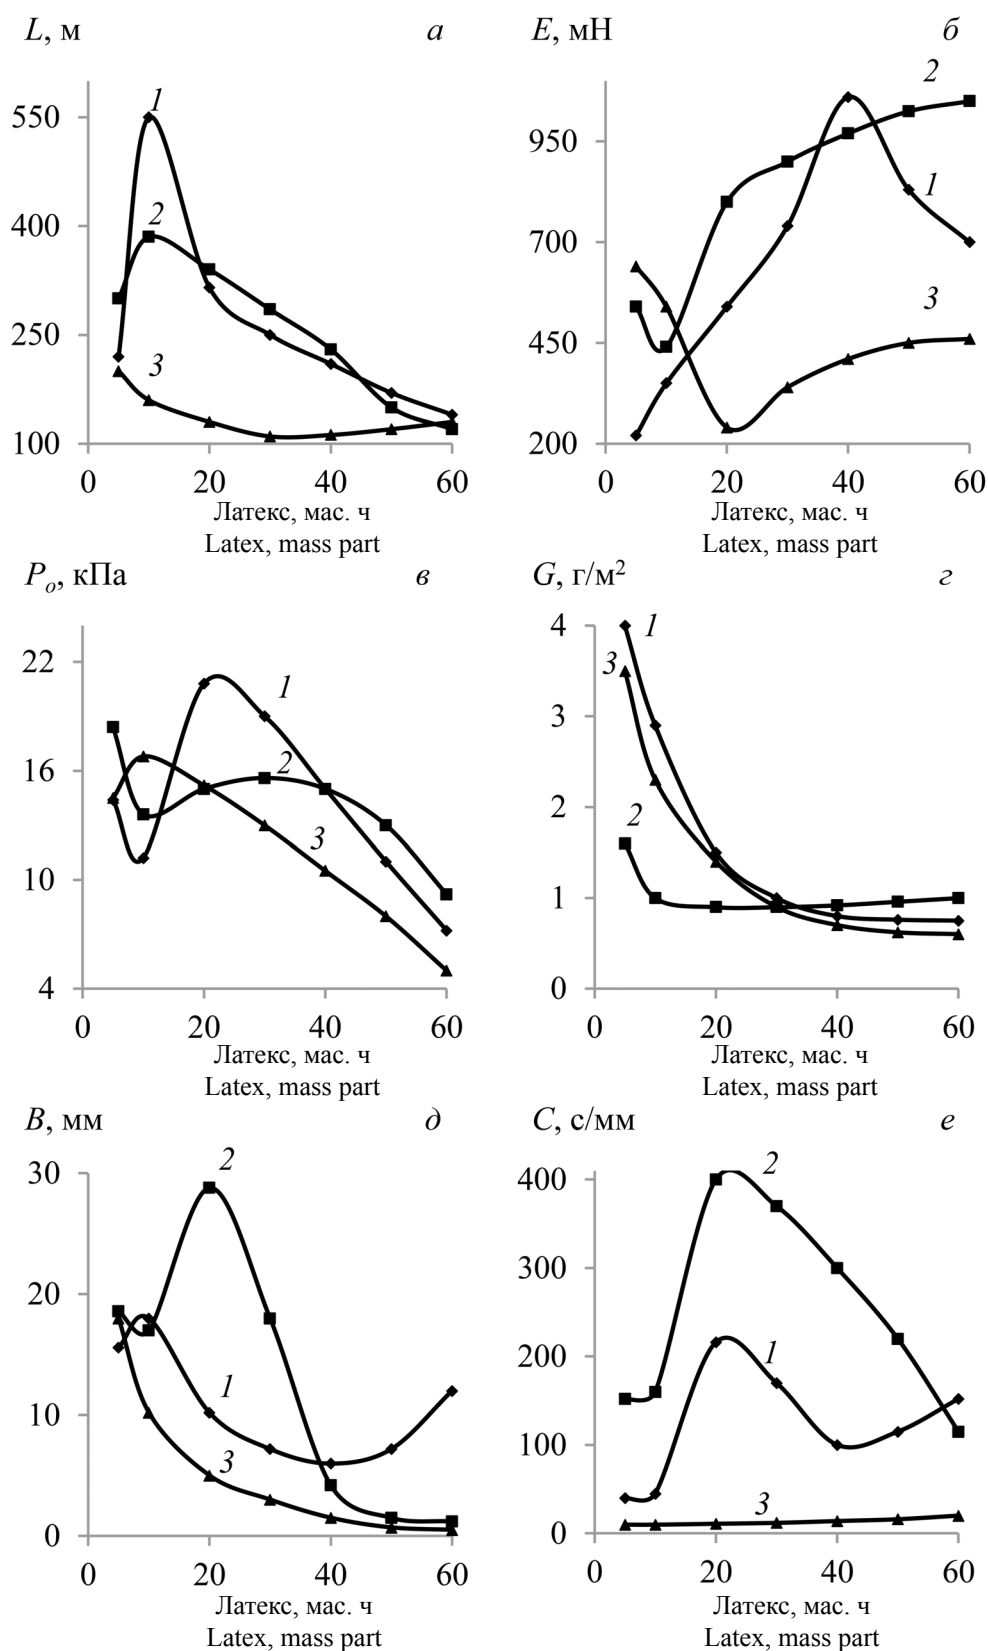 L, м а
1
550
2
400
250
3
100
0 20 40 60
Латекс, мас. ч
Latex, mass part
E, мН б
2
950
1
700
3
450
200
0 20 40 60
Латекс, мас. ч
Latex, mass part
Po, кПа в
22
1
2
16
3
10
4
0 20 40 60
Латекс, мас. ч
Latex, mass part
G, г/м² г
4
1
3
3
2
2
1
0
0 20 40 60
Латекс, мас. ч
Latex, mass part
B, мм д
30
2
20
1
10
3
0
0 20 40 60
Латекс, мас. ч
Latex, mass part
C, с/мм е
400
2
300
200
1
100
3
0
0 20 40 60
Латекс, мас. ч
Latex, mass part